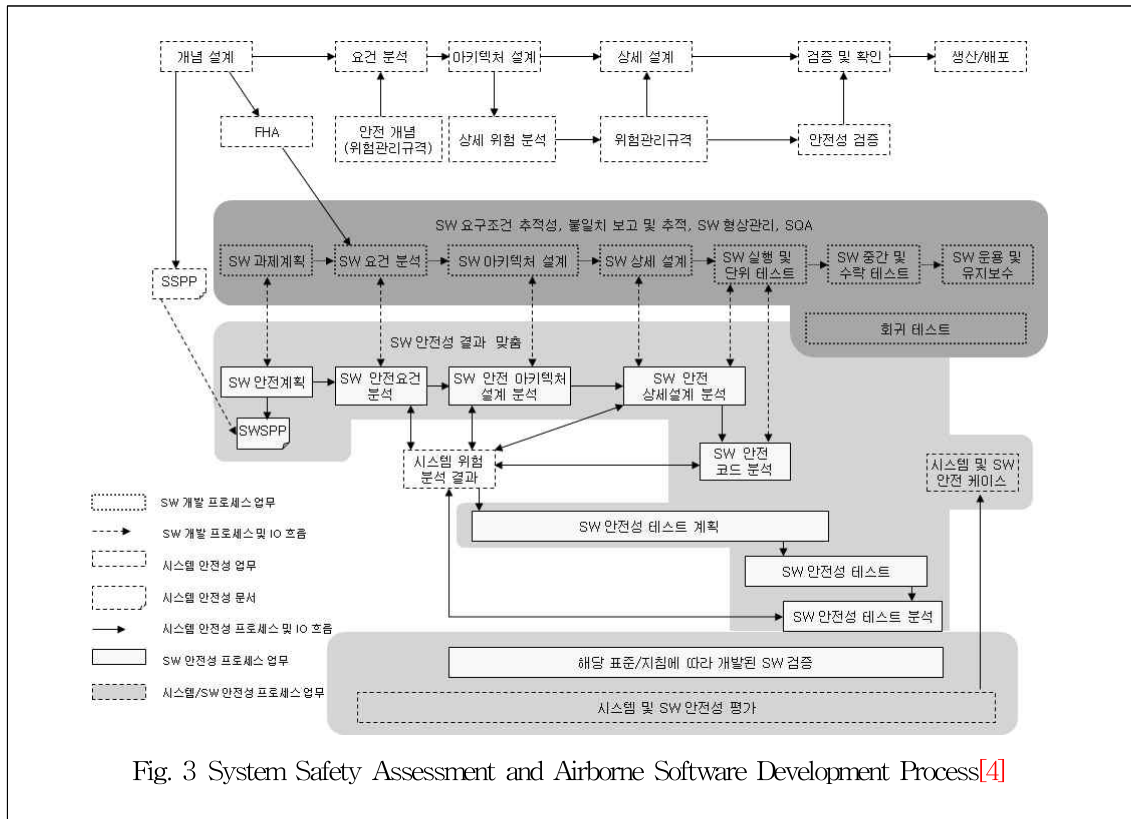 개념 설계
요건 분석
아키텍처 설계
상세 설계
검증 및 확인
생산/배포
FHA
안전 개념
(위험관리규격)
상세 위험 분석
위험관리규격
안전성 검증
SW 요구조건 추적성, 불일치 보고 및 추적, SW 형상관리, SQA
SW 과제계획
SW 요건 분석
SW 아키텍처 설계
SW 상세 설계
SW 실행 및
단위 테스트
SW 중간 및
수락 테스트
SW 운용 및
유지보수
SSPP
회귀 테스트
SW 안전성 결과 맞춤
SW 안전계획
SW 안전요건
분석
SW 안전 아키텍처
설계 분석
SW 안전
상세설계 분석
SWSPP
시스템 위험
분석 결과
SW 안전
코드 분석
시스템 및 SW
안전 케이스
SW 안전성 테스트 계획
SW 안전성 테스트
SW 안전성 테스트 분석
해당 표준/지침에 따라 개발된 SW 검증
시스템 및 SW 안전성 평가
SW 개발 프로세스 업무
SW 개발 프로세스 및 IO 흐름
시스템 안전성 업무
시스템 안전성 문서
시스템 안전성 프로세스 및 IO 흐름
SW 안전성 프로세스 업무
시스템/SW 안전성 프로세스 업무
Fig. 3 System Safety Assessment and Airborne Software Development Process[4]